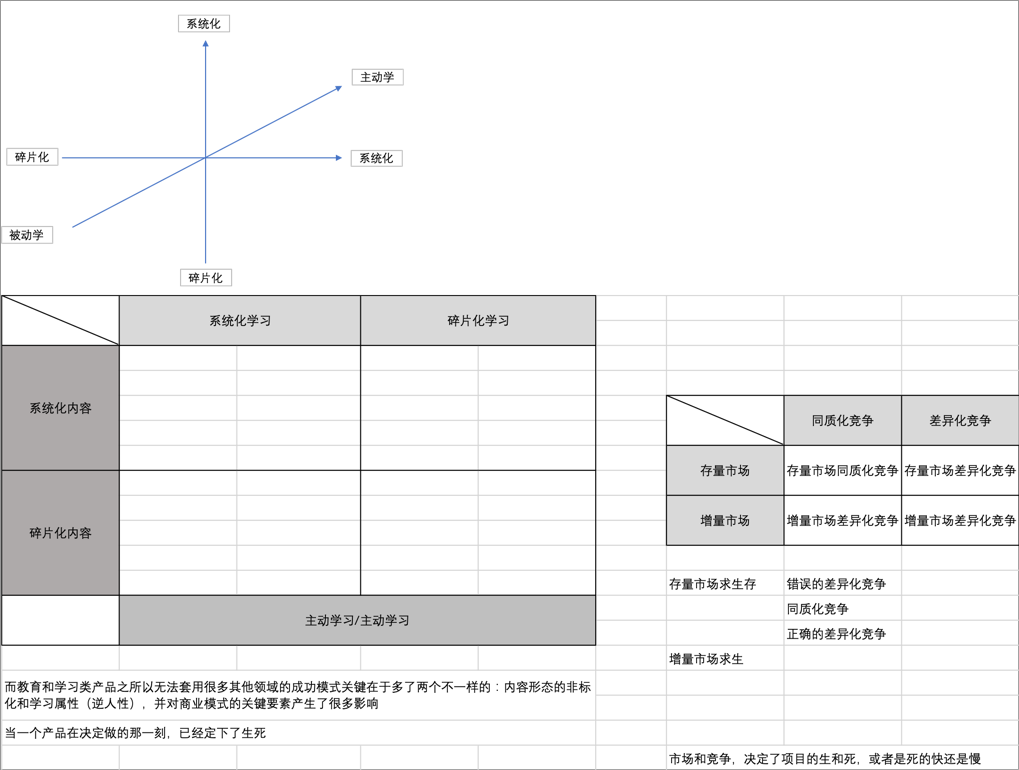 系统化
主动学
碎片化
系统化
被动学
碎片化
系统化学习
碎片化学习
系统化内容
碎片化内容
主动学习/主动学习
同质化竞争
差异化竞争
存量市场
存量市场同质化竞争
存量市场差异化竞争
增量市场
增量市场差异化竞争
增量市场差异化竞争
存量市场求生存
错误的差异化竞争
同质化竞争
正确的差异化竞争
增量市场求生
而教育和学习类产品之所以无法套用很多其他领域的成功模式关键在于多了两个不一样的：内容形态的非标
化和学习属性（逆人性），并对商业模式的关键要素产生了很多影响
当一个产品在决定做的那一刻，已经定下了生死
市场和竞争，决定了项目的生和死，或者是死的快还是慢